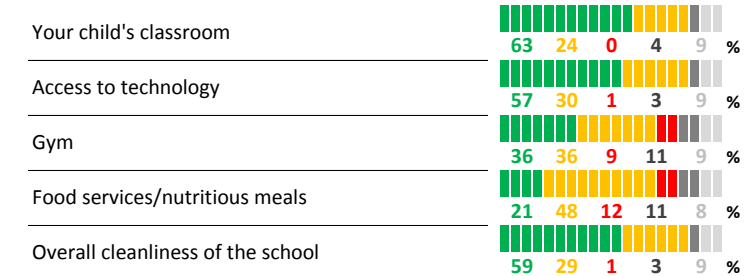 Your child's classroom
63 24 0 4 9 %
Access to technology
57 30 1 3 9 %
Gym
36 36 9 11 9 %
Food services/nutritious meals
21 48 12 11 8 %
Overall cleanliness of the school
59 29 1 3 9 %